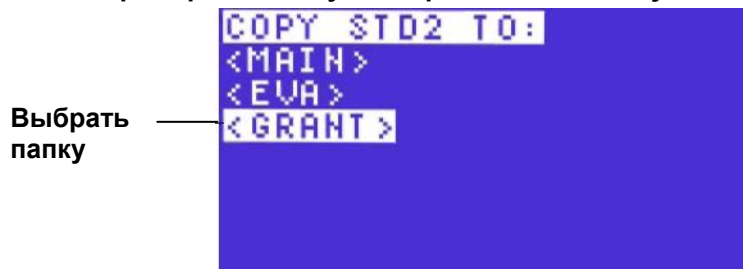 COPY STD2 TO:
<MAIN>
<EVA>
<GRANT>
Выбрать
папку